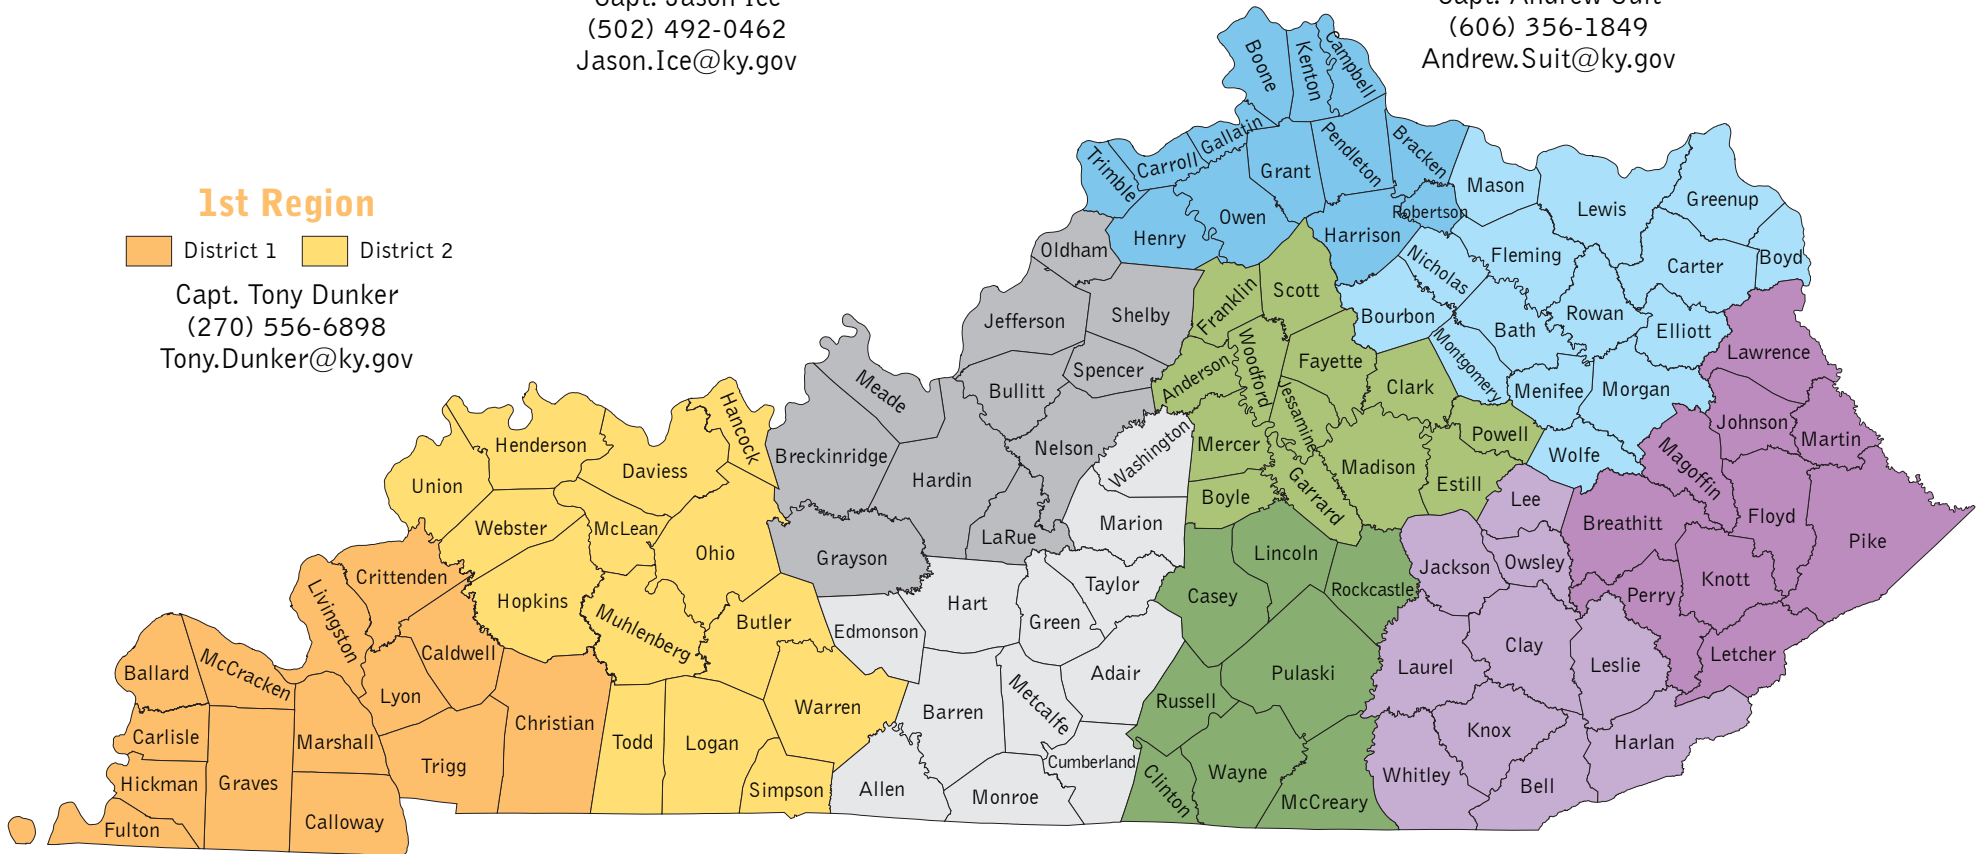 Capt. Jason Ice
(502) 492-0462
Jason.Ice@ky.gov
Capt. Andrew Suit
(606) 356-1849
Andrew.Suit@ky.gov
1st Region
District 1
District 2
Capt. Tony Dunker
(270) 556-6898
Tony.Dunker@ky.gov
Boone
Kenton
Campbell
Trimble
Carroll
Gallatin
Grant
Pendleton
Bracken
Mason
Lewis
Greenup
Robertson
Owen
Henry
Harrison
Oldham
Nicholas
Fleming
Carter
Boyd
Franklin
Scott
Bourbon
Bath
Rowan
Elliott
Jefferson
Shelby
Lawrence
Spencer
Anderson
Woodford
Fayette
Clark
Montgomery
Menifee
Morgan
Meade
Bullitt
Jessamine
Johnson
Martin
Hancock
Henderson
Daviess
Breckinridge
Nelson
Washington
Mercer
Powell
Wolfe
Magoffin
Union
Hardin
Madison
Estill
Garrard
Boyle
Lee
Webster
McLean
Ohio
LaRue
Marion
Breathitt
Floyd
Pike
Grayson
Lincoln
Jackson
Owsley
Crittenden
Livingston
Hopkins
Muhlenberg
Butler
Edmonson
Hart
Taylor
Green
Casey
Rockcastle
Perry
Knott
Ballard
McCracken
Caldwell
Lyon
Adair
Pulaski
Laurel
Clay
Leslie
Letcher
Carlisle
Marshall
Christian
Todd
Logan
Warren
Barren
Metcalfe
Russell
Knox
Harlan
Hickman
Graves
Trigg
Simpson
Allen
Monroe
Cumberland
Clinton
Wayne
McCreary
Whitley
Bell
Fulton
Calloway